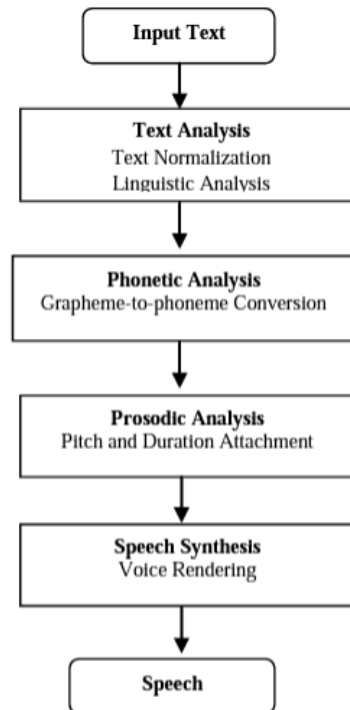 Input Text
Text Analysis
Text Normalization
Linguistic Analysis
Phonetic Analysis
Grapheme-to-phoneme Conversion
Prosodic Analysis
Pitch and Duration Attachment
Speech Synthesis
Voice Rendering
Speech